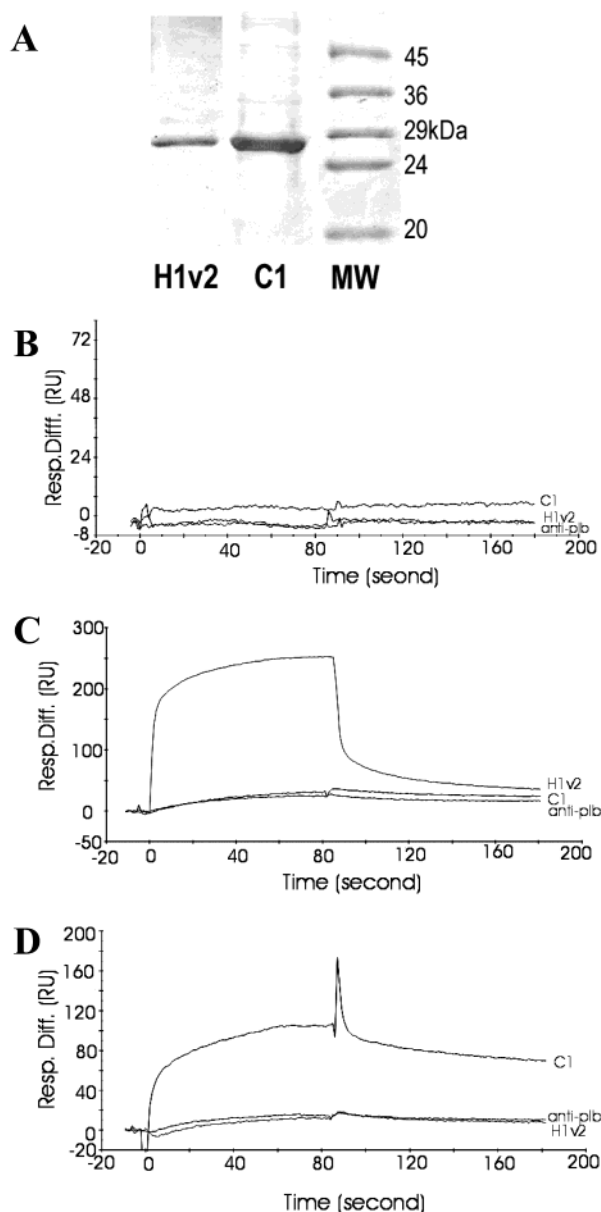 A
45
36
29kDa
24
20
H1v2 C1 MW
B
72
48
24
0
-8
Resp.Difff. (RU)
C1
H1v2
anti-plb
-20 0 40 80 120 160 200
Time (seond)
C
300
200
100
0
-50
Resp.Diff. (RU)
H1v2
C1
anti-plb
-20 0 40 80 120 160 200
Time (second)
D
200
160
120
80
40
0
-20
Resp. Diff. (RU)
C1
anti-plb
H1v2
-20 0 40 80 120 160 200
Time (second)